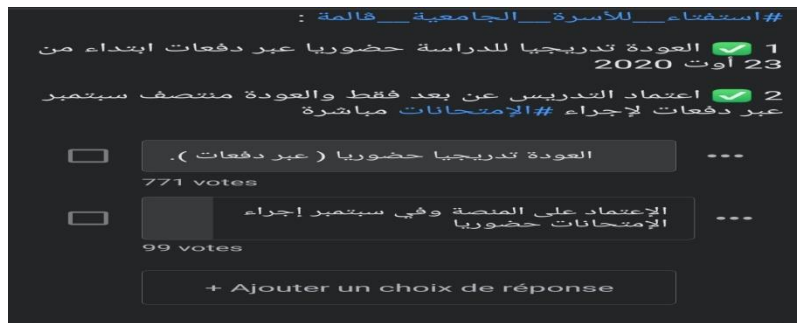 #استفتاء__للأسرة__الجامعية__ڨالمة :
1 ✅ العودة تدريجيا للدراسة حضوريا عبر دفعات ابتداء من
23 أوت 2020
2 ✅ اعتماد التدريس عن بعد فقط والعودة منتصف سبتمبر
عبر دفعات لإجراء #الإمتحانات مباشرة
العودة تدريجيا حضوريا ( عبر دفعات ).
771 votes
الإعتماد على المنصة وفي سبتمبر إجراء
الإمتحانات حضوريا
99 votes
+ Ajouter un choix de réponse